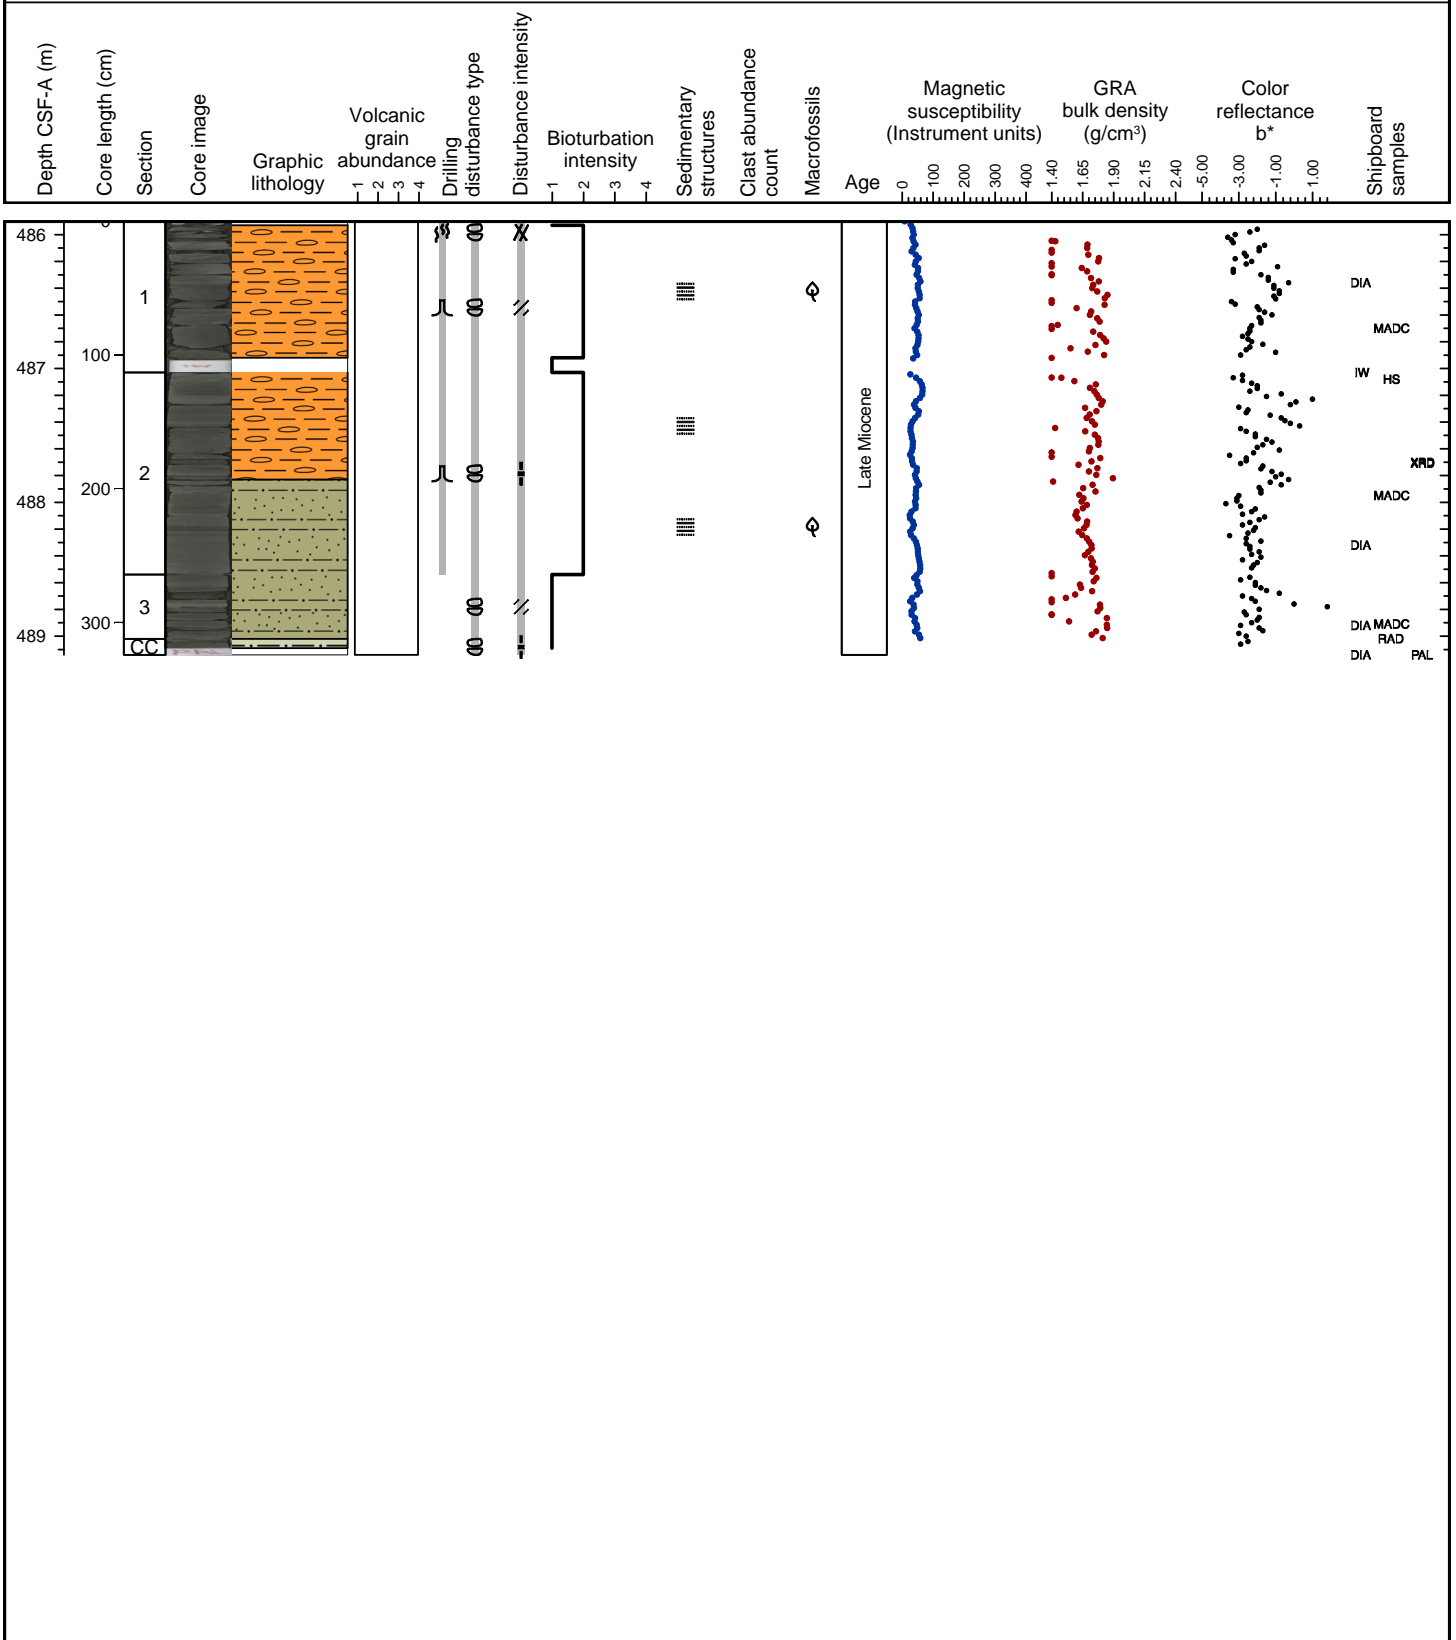 Depth CSF-A (m)
Core length (cm)
Section
Core image
Graphic
lithology
Volcanic
grain
abundance
1 2 3 4
Drilling
disturbance type
Disturbance intensity
Bioturbation
intensity
1 2 3 4
Sedimentary
structures
Clast abundance
count
Macrofossils
Age
Magnetic
susceptibility
(Instrument units)
0 100 200 300 400
GRA
bulk density
(g/cm³)
1.40 1.65 1.90 2.15 2.40
Color
reflectance
b*
-5.00 -3.00 -1.00 1.00
Shipboard
samples
486
487
488
489
0
100
200
300
1
2
3
CC
PAL
Late Miocene
DIA
MADC
IW HS
XRD
MADC
DIA
DIA MADC
RAD
DIA PAL